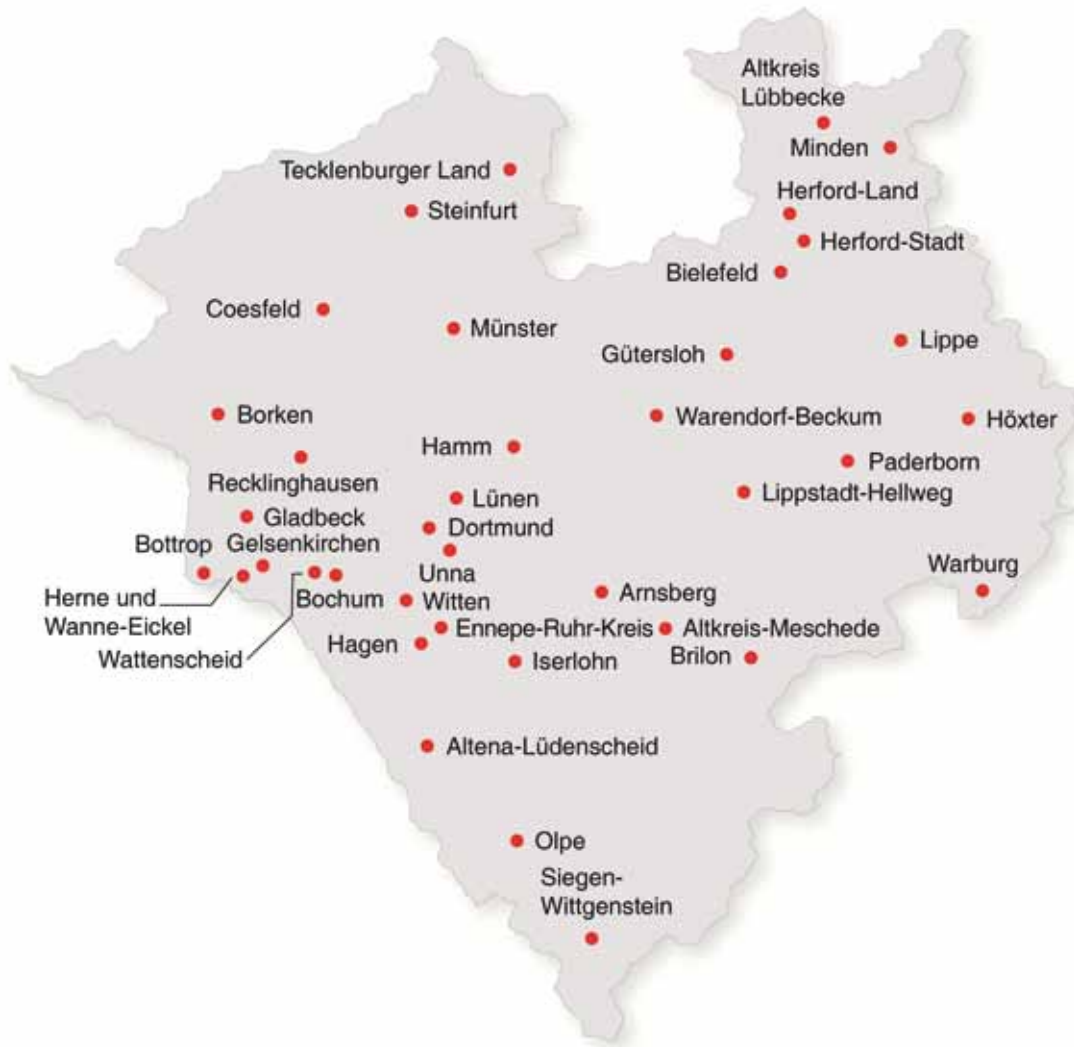 Altkreis
Lübbecke
Minden
Tecklenburger Land
Herford-Land
Steinfurt
Herford-Stadt
Bielefeld
Coesfeld
Münster
Lippe
Gütersloh
Borken
Warendorf-Beckum
Höxter
Hamm
Paderborn
Recklinghausen
Lippstadt-Hellweg
Lünen
Gladbeck
Dortmund
Bottrop
Gelsenkirchen
Warburg
Unna
Herne und
Wanne-Eickel
Bochum
Witten
Arnsberg
Ennepe-Ruhr-Kreis
Altkreis-Meschede
Hagen
Wattenscheid
Iserlohn
Brilon
Altena-Lüdenscheid
Olpe
Siegen-
Wittgenstein